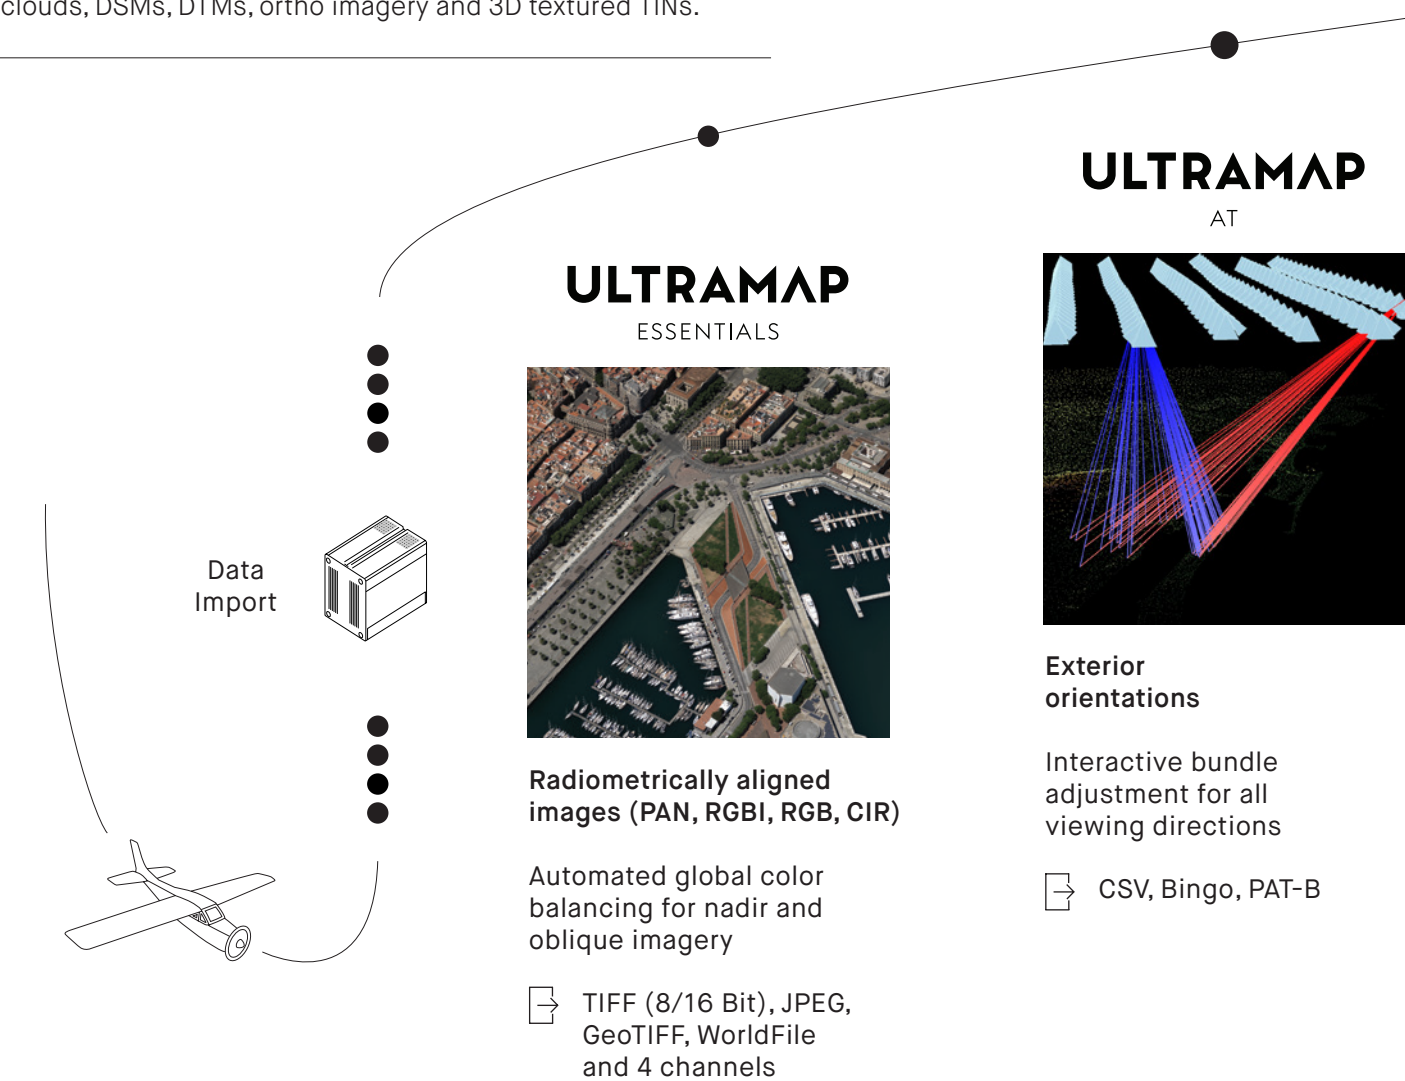 clouds, DSMs, DTMs, ortho imagery and 3D textured TINs.
Data
Import
ULTRAMAP
ESSENTIALS
Radiometrically aligned
images (PAN, RGBI, RGB, CIR)
Automated global color
balancing for nadir and
oblique imagery
TIFF (8/16 Bit), JPEG,
GeoTIFF, WorldFile
and 4 channels
ULTRAMAP
AT
Exterior
orientations
Interactive bundle
adjustment for all
viewing directions
CSV, Bingo, PAT-B